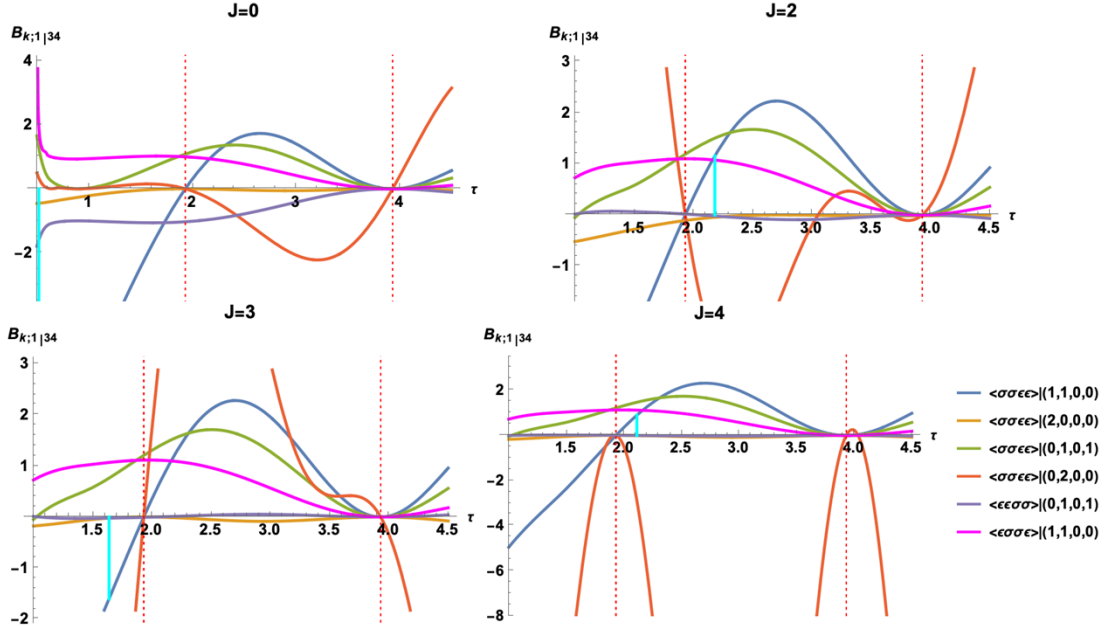 J=0
B_{k;1|34}
4
2
-2
1
2
3
4
τ
J=2
B_{k;1|34}
3
2
1
-1
1.5
2.0
2.5
3.0
3.5
4.0
4.5
τ
J=3
B_{k;1|34}
3
2
1
-1
-2
1.5
2.0
2.5
3.0
3.5
4.0
4.5
τ
J=4
B_{k;1|34}
2
-2
-4
-6
-8
1.5
2.0
2.5
3.0
3.5
4.0
4.5
τ
<σσεε>|(1,1,0,0)
<σσεε>|(2,0,0,0)
<σσεε>|(0,1,0,1)
<σσεε>|(0,2,0,0)
<εεσσ>|(0,1,0,1)
<εσσε>|(1,1,0,0)